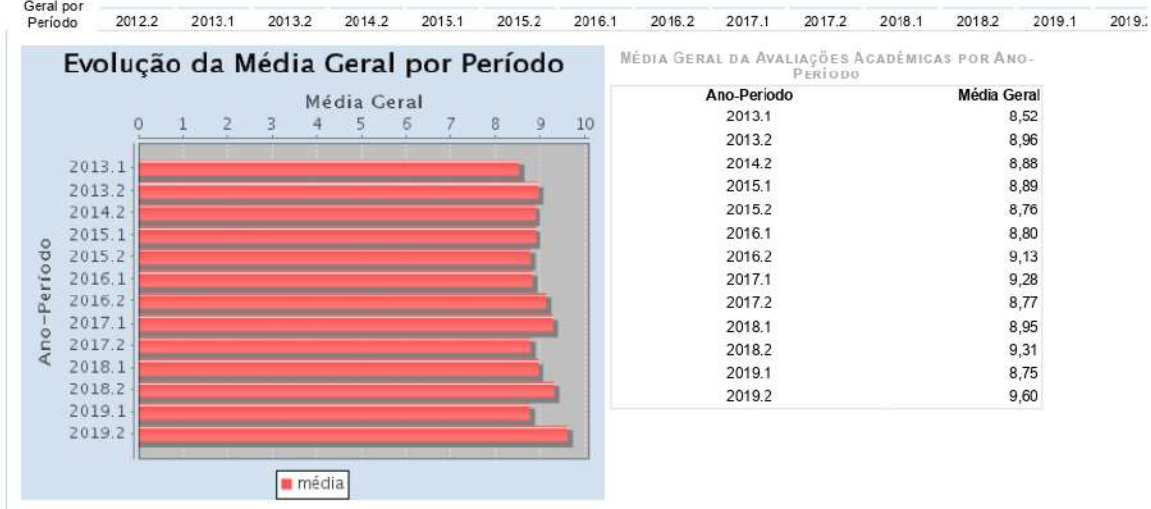 Geral por
Período 2012.2 2013.1 2013.2 2014.2 2015.1 2015.2 2016.1 2016.2 2017.1 2017.2 2018.1 2018.2 2019.1 2019.2
Evolução da Média Geral por Período
Média Geral
0 1 2 3 4 5 6 7 8 9 10
Ano-Período
2013.1
2013.2
2014.2
2015.1
2015.2
2016.1
2016.2
2017.1
2017.2
2018.1
2018.2
2019.1
2019.2
média
MÉDIA GERAL DA AVALIAÇÕES ACADÊMICAS POR ANO-
PERÍODO
Ano-Período Média Geral
2013.1 8,52
2013.2 8,96
2014.2 8,88
2015.1 8,89
2015.2 8,76
2016.1 8,80
2016.2 9,13
2017.1 9,28
2017.2 8,77
2018.1 8,95
2018.2 9,31
2019.1 8,75
2019.2 9,60